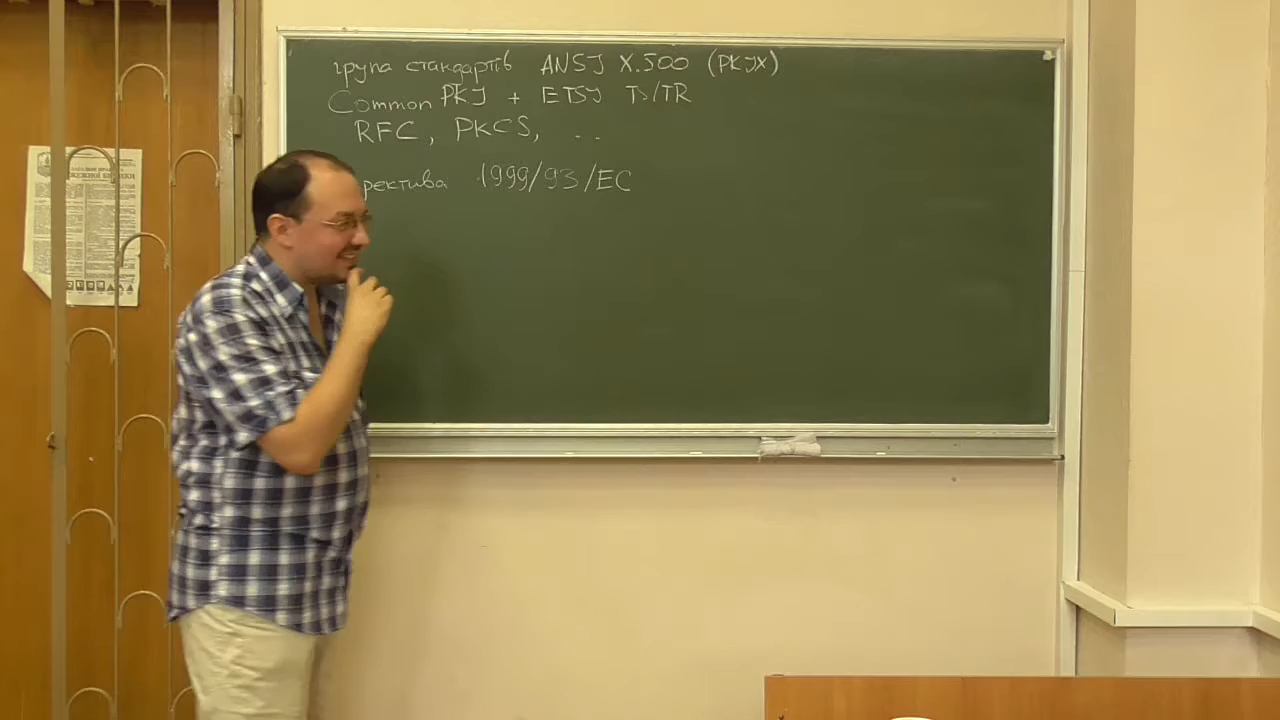 група стандартів ANSI X.500 (PKIX)
Common PKI + ETSI TS/TR
RFC, PKCS, ...
ректива 1999/93/EC